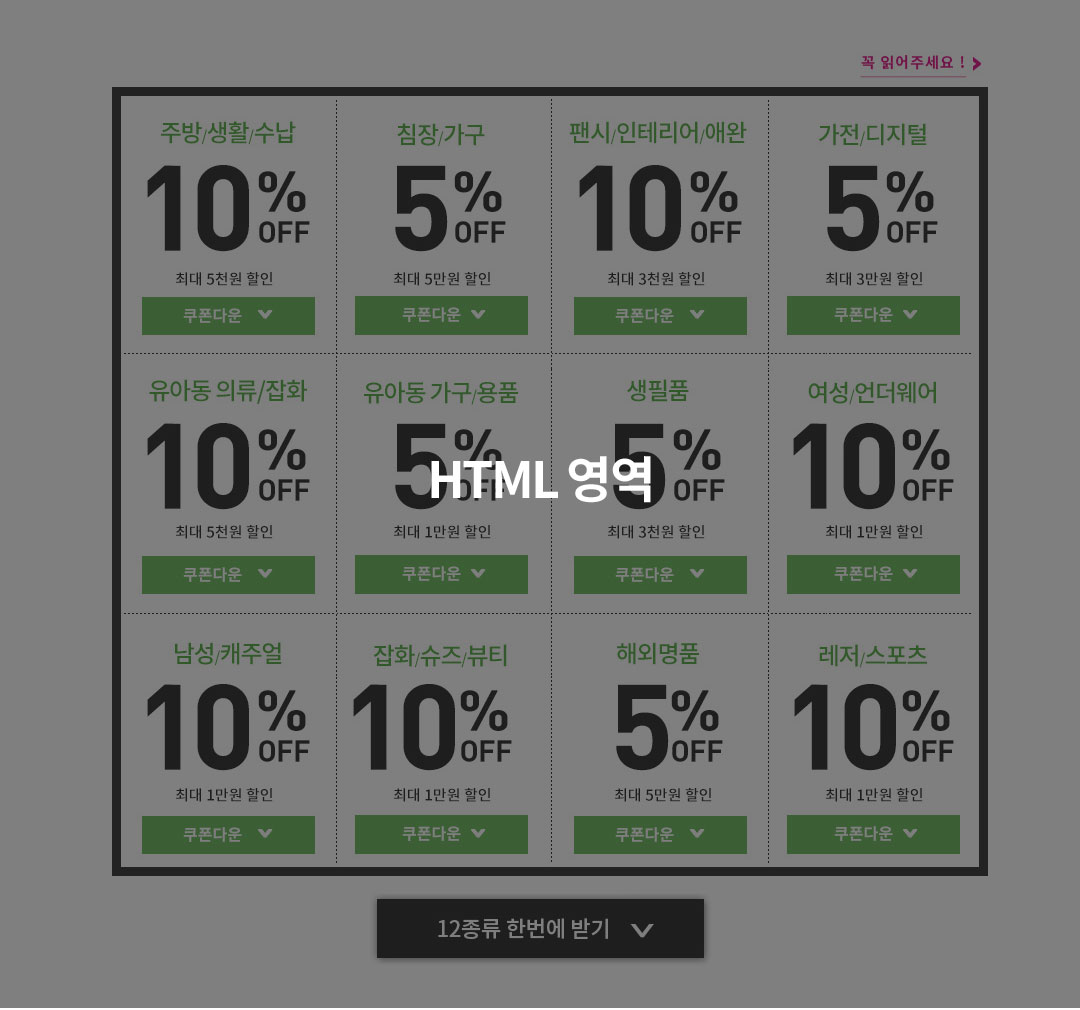 꼭 읽어주세요 !
주방/생활/수납
10% OFF
최대 5천원 할인
쿠폰다운
침장/가구
5% OFF
최대 5만원 할인
쿠폰다운
팬시/인테리어/애완
10% OFF
최대 3천원 할인
쿠폰다운
가전/디지털
5% OFF
최대 3만원 할인
쿠폰다운
유아동 의류/잡화
10% OFF
최대 5천원 할인
쿠폰다운
유아동 가구/용품
5% OFF
최대 1만원 할인
쿠폰다운
생필품
5% OFF
최대 3천원 할인
쿠폰다운
여성/언더웨어
10% OFF
최대 1만원 할인
쿠폰다운
HTML 영역
남성/캐주얼
10% OFF
최대 1만원 할인
쿠폰다운
잡화/슈즈/뷰티
10% OFF
최대 1만원 할인
쿠폰다운
해외명품
5% OFF
최대 5만원 할인
쿠폰다운
레저/스포츠
10% OFF
최대 1만원 할인
쿠폰다운
12종류 한번에 받기